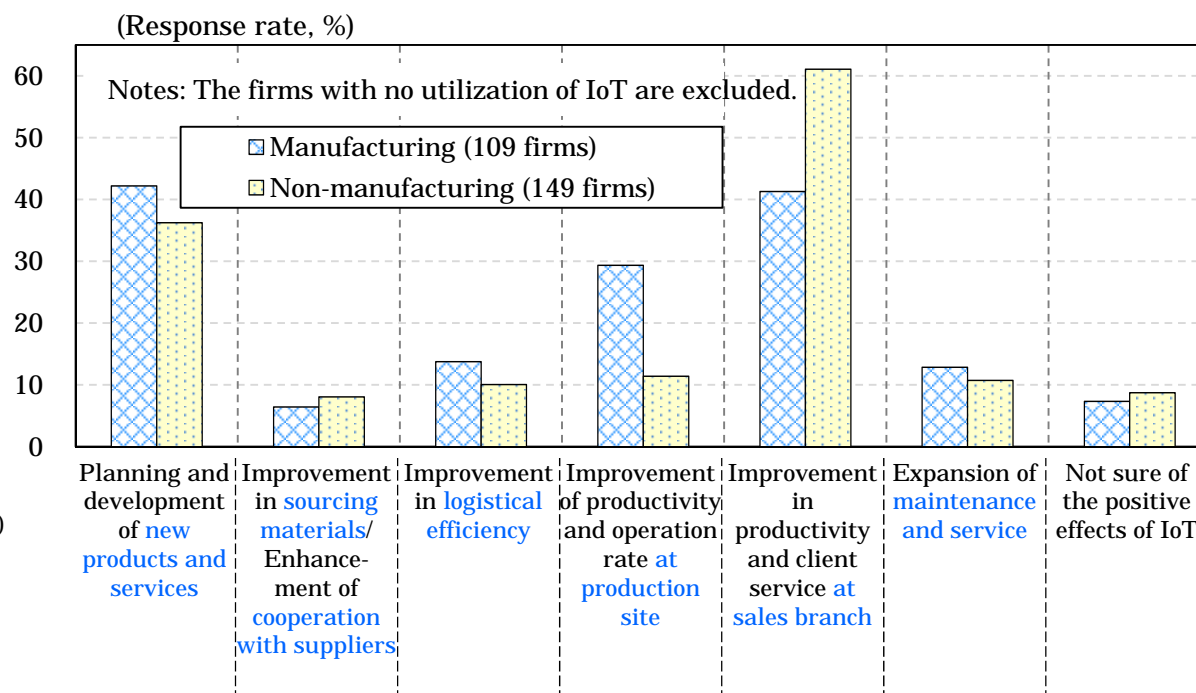 (Response rate, %)
60
50
40
30
20
10
0
Notes: The firms with no utilization of IoT are excluded.
Manufacturing (109 firms)
Non-manufacturing (149 firms)
Planning and
development
of new
products and
services
Improvement
in sourcing
materials/
Enhance-
ment of
cooperation
with suppliers
Improvement
in logistical
efficiency
Improvement
of productivity
and operation
rate at
production
site
Improvement
in
productivity
and client
service at
sales branch
Expansion of
maintenance
and service
Not sure of
the positive
effects of IoT
)